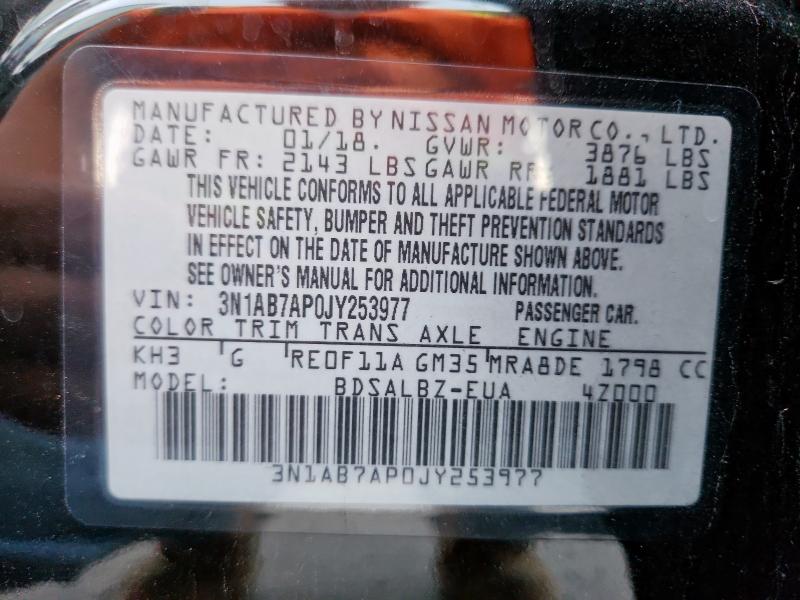 MANUFACTURED BY NISSAN MOTOR CO., LTD.
DATE: 01/18. GVWR: 3876 LBS
GAWR FR: 2143 LBS GAWR RR 1881 LBS
THIS VEHICLE CONFORMS TO ALL APPLICABLE FEDERAL MOTOR
VEHICLE SAFETY, BUMPER AND THEFT PREVENTION STANDARDS
IN EFFECT ON THE DATE OF MANUFACTURE SHOWN ABOVE.
SEE OWNER'S MANUAL FOR ADDITIONAL INFORMATION.
VIN: 3N1AB7AP0JY253977 PASSENGER CAR.
COLOR TRIM TRANS AXLE ENGINE
KH3 G RE0F11A GM35 MRA8DE 1798 CC
MODEL: BDSALBZ-EUA 4Z000
3N1AB7AP0JY253977